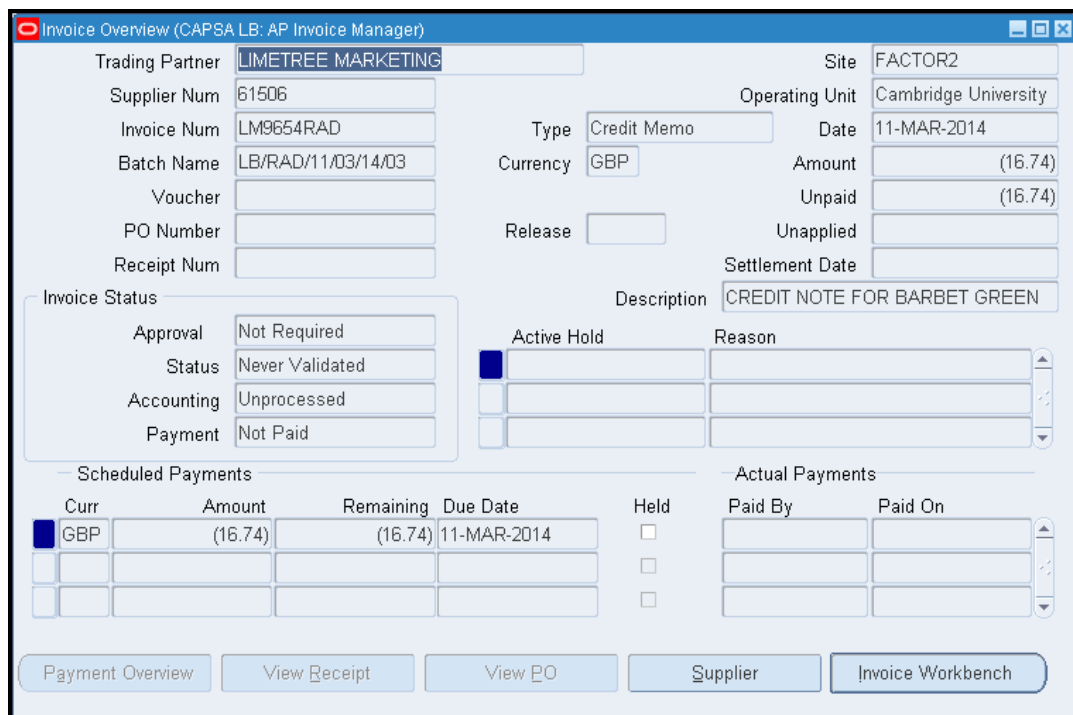 Invoice Overview (CAPSA LB: AP Invoice Manager)
Trading Partner LIMETREE MARKETING Site FACTOR2
Supplier Num 61506 Operating Unit Cambridge University
Invoice Num LM9654RAD Type Credit Memo Date 11-MAR-2014
Batch Name LB/RAD/11/03/14/03 Currency GBP Amount (16.74)
Voucher Unpaid (16.74)
PO Number Release Unapplied
Receipt Num Settlement Date
Invoice Status Description CREDIT NOTE FOR BARBET GREEN
Approval Not Required Active Hold Reason
Status Never Validated
Accounting Unprocessed
Payment Not Paid
Scheduled Payments Actual Payments
Curr Amount Remaining Due Date Held Paid By Paid On
GBP (16.74) (16.74) 11-MAR-2014
Payment Overview View Receipt View PO Supplier Invoice Workbench